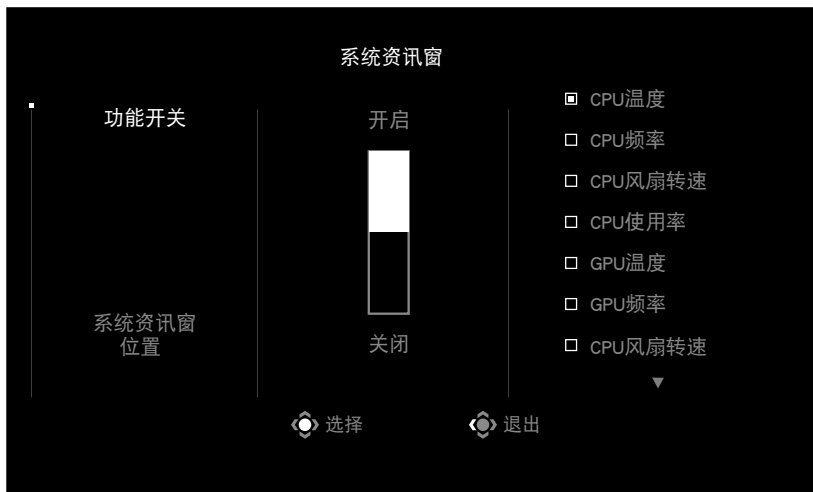 系统资讯窗
功能开关
系统资讯窗
位置
开启
关闭
CPU温度
CPU频率
CPU风扇转速
CPU使用率
GPU温度
GPU频率
CPU风扇转速
选择
退出